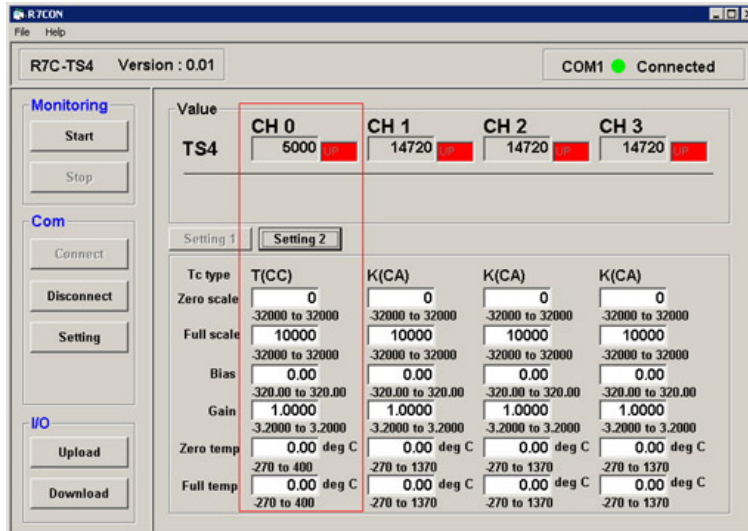 R7CON
File Help
R7C-TS4 Version : 0.01
COM1 Connected
Monitoring
Start
Stop
Com
Connect
Disconnect
Setting
I/O
Upload
Download
Value
CH 0 CH 1 CH 2 CH 3
TS4 5000 UP 14720 UP 14720 UP 14720 UP
Setting 1 Setting 2
Tc type T(CC) K(CA) K(CA) K(CA)
Zero scale 0 0 0 0
-32000 to 32000 -32000 to 32000 -32000 to 32000 -32000 to 32000
Full scale 10000 10000 10000 10000
-32000 to 32000 -32000 to 32000 -32000 to 32000 -32000 to 32000
Bias 0.00 0.00 0.00 0.00
-320.00 to 320.00 -320.00 to 320.00 -320.00 to 320.00 -320.00 to 320.00
Gain 1.0000 1.0000 1.0000 1.0000
-3.2000 to 3.2000 -3.2000 to 3.2000 -3.2000 to 3.2000 -3.2000 to 3.2000
Zero temp 0.00 deg C 0.00 deg C 0.00 deg C 0.00 deg C
-270 to 400 -270 to 1370 -270 to 1370 -270 to 1370
Full temp 0.00 deg C 0.00 deg C 0.00 deg C 0.00 deg C
-270 to 400 -270 to 1370 -270 to 1370 -270 to 1370